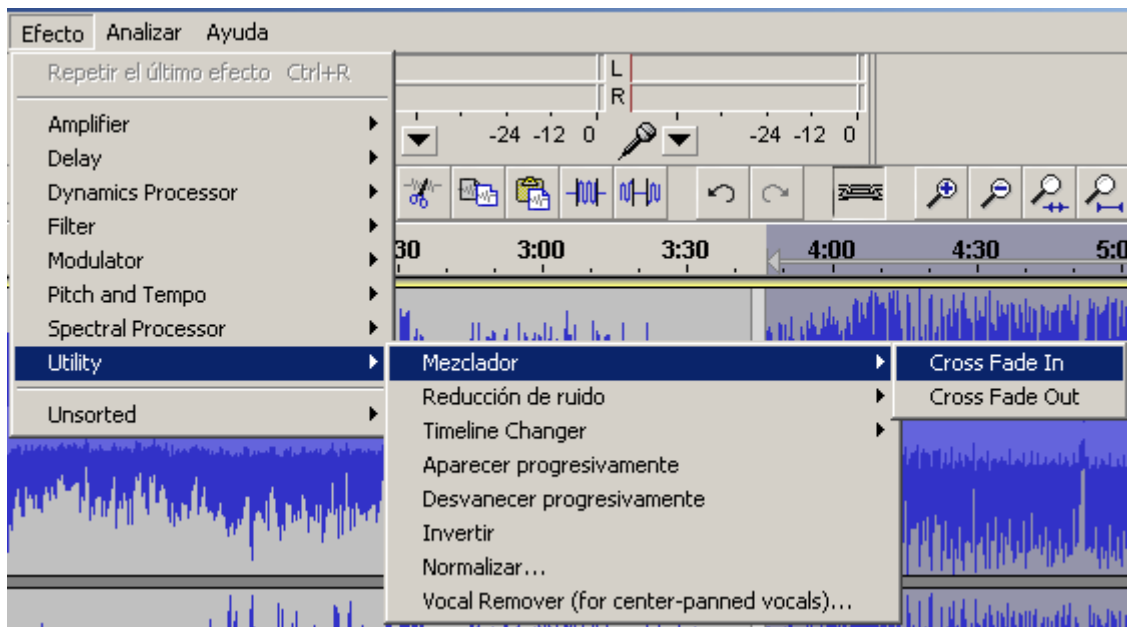 Efecto Analizar Ayuda
Repetir el último efecto Ctrl+R
Amplifier
Delay
Dynamics Processor
Filter
Modulator
Pitch and Tempo
Spectral Processor
Utility
Unsorted
L
R
-24 -12 0 -24 -12 0
30 3:00 3:30 4:00 4:30 5:0
Mezclador
Reducción de ruido
Timeline Changer
Aparecer progresivamente
Desvanecer progresivamente
Invertir
Normalizar...
Vocal Remover (for center-panned vocals)...
Cross Fade In
Cross Fade Out